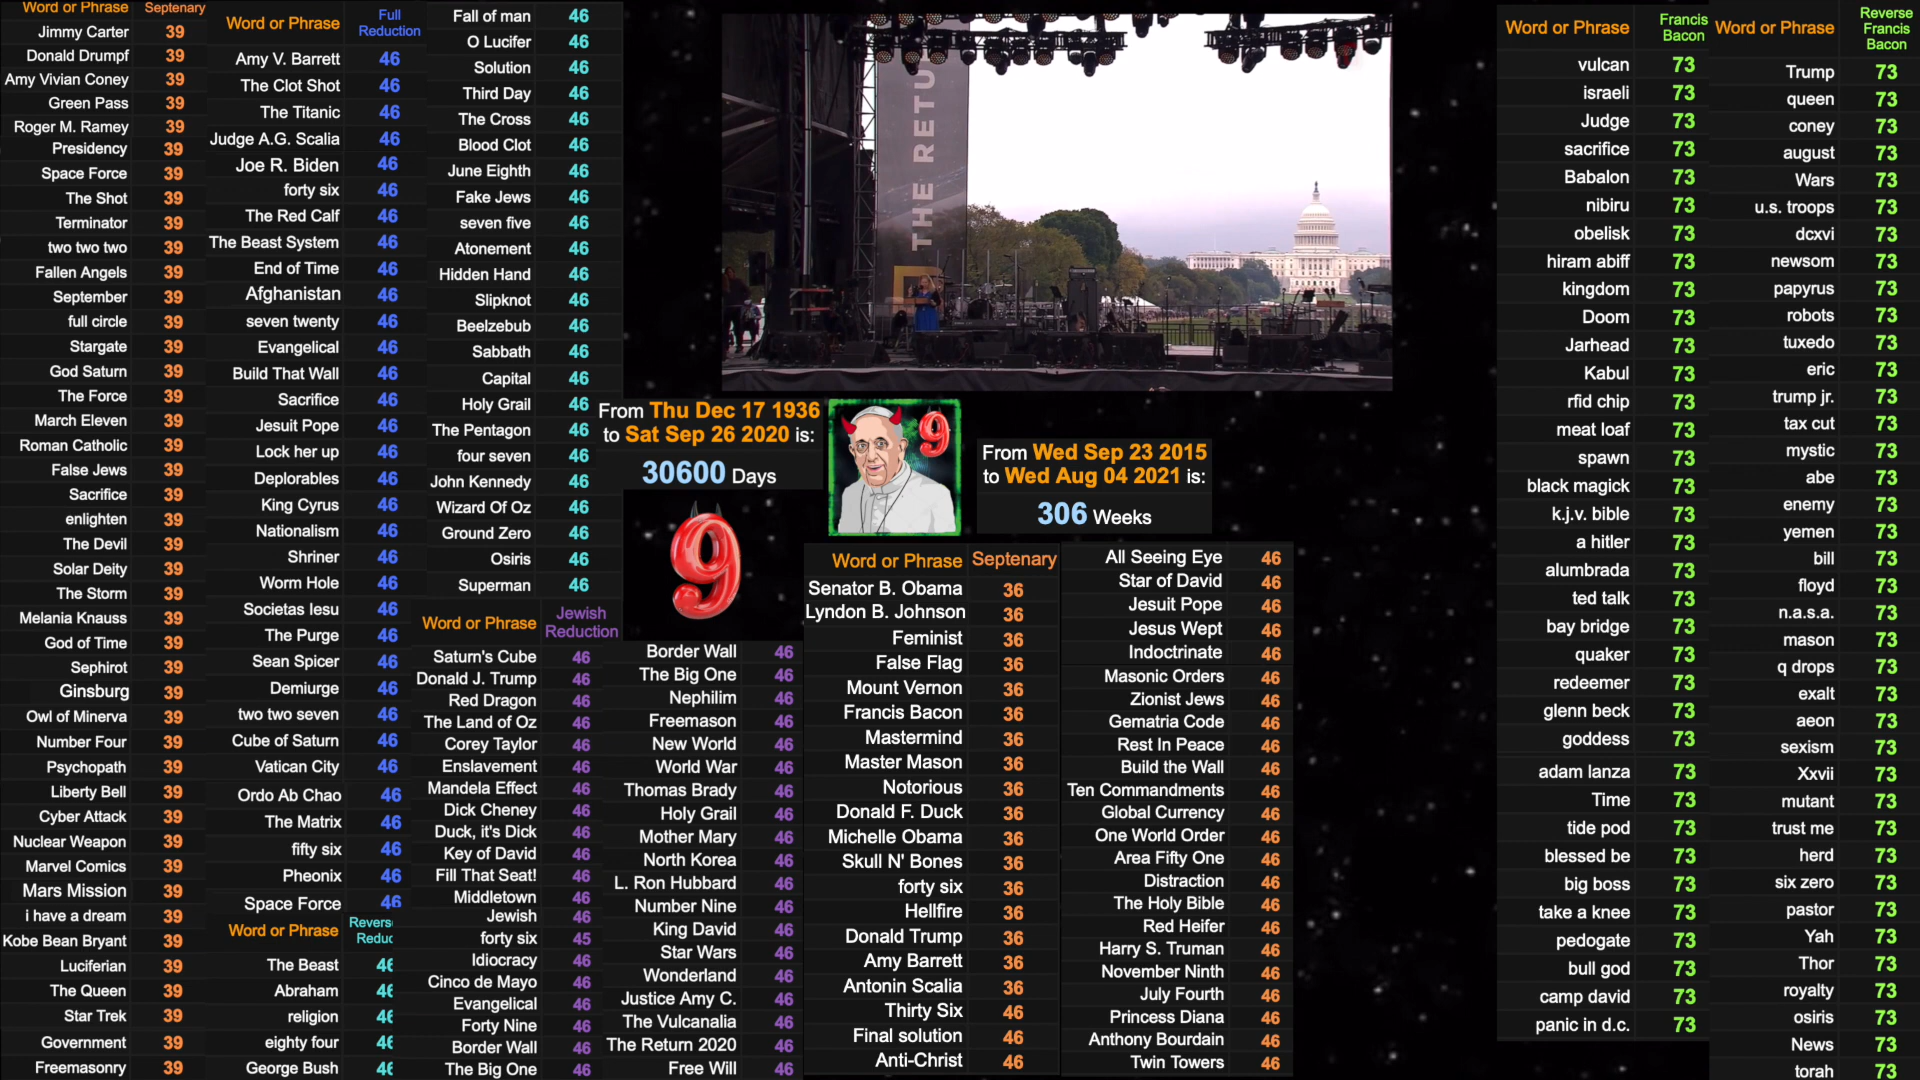 Word or Phrase Septenary
Jimmy Carter 39
Donald Drumpf 39
Amy Vivian Coney 39
Green Pass 39
Roger M. Ramey 39
Presidency 39
Space Force 39
The Shot 39
Terminator 39
two two two 39
Fallen Angels 39
September 39
full circle 39
Stargate 39
God Saturn 39
The Force 39
March Eleven 39
Roman Catholic 39
False Jews 39
Sacrifice 39
enlighten 39
The Devil 39
Solar Deity 39
The Storm 39
Melania Knauss 39
God of Time 39
Sephirot 39
Ginsburg 39
Owl of Minerva 39
Number Four 39
Psychopath 39
Liberty Bell 39
Cyber Attack 39
Nuclear Weapon 39
Marvel Comics 39
Mars Mission 39
i have a dream 39
Kobe Bean Bryant 39
Luciferian 39
The Queen 39
Star Trek 39
Government 39
Freemasonry 39
Word or Phrase Full Reduction
Amy V. Barrett 46
The Clot Shot 46
The Titanic 46
Judge A.G. Scalia 46
Joe R. Biden 46
forty six 46
The Red Calf 46
The Beast System 46
End of Time 46
Afghanistan 46
seven twenty 46
Evangelical 46
Build That Wall 46
Sacrifice 46
Jesuit Pope 46
Lock her up 46
Deplorables 46
King Cyrus 46
Nationalism 46
Shriner 46
Worm Hole 46
Societas Iesu 46
The Purge 46
Sean Spicer 46
Demiurge 46
two two seven 46
Cube of Saturn 46
Vatican City 46
Ordo Ab Chao 46
The Matrix 46
fifty six 46
Pheonix 46
Space Force 46
Word or Phrase Revers Reduc
The Beast 46
Abraham 46
religion 46
eighty four 46
George Bush 46
Fall of man 46
O Lucifer 46
Solution 46
Third Day 46
The Cross 46
Blood Clot 46
June Eighth 46
Fake Jews 46
seven five 46
Atonement 46
Hidden Hand 46
Slipknot 46
Beelzebub 46
Sabbath 46
Capital 46
Holy Grail 46
The Pentagon 46
four seven 46
John Kennedy 46
Wizard Of Oz 46
Ground Zero 46
Osiris 46
Superman 46
Word or Phrase Jewish Reduction
Saturn's Cube 46
Donald J. Trump 46
Red Dragon 46
The Land of Oz 46
Corey Taylor 46
Enslavement 46
Mandela Effect 46
Dick Cheney 46
Duck, it's Dick 46
Key of David 46
Fill That Seat! 46
Middletown 46
Jewish 46
forty six 45
Idiocracy 46
Cinco de Mayo 46
Evangelical 46
Forty Nine 46
Border Wall 46
The Big One 46
Border Wall 46
The Big One 46
Nephilim 46
Freemason 46
New World 46
World War 46
Thomas Brady 46
Holy Grail 46
Mother Mary 46
North Korea 46
L. Ron Hubbard 46
Number Nine 46
King David 46
Star Wars 46
Wonderland 46
Justice Amy C. 46
The Vulcanalia 46
The Return 2020 46
Free Will 46
THE RETU
From Thu Dec 17 1936
to Sat Sep 26 2020 is:
30600 Days
9
9
From Wed Sep 23 2015
to Wed Aug 04 2021 is:
306 Weeks
Word or Phrase Septenary
Senator B. Obama 36
Lyndon B. Johnson 36
Feminist 36
False Flag 36
Mount Vernon 36
Francis Bacon 36
Mastermind 36
Master Mason 36
Notorious 36
Donald F. Duck 36
Michelle Obama 36
Skull N' Bones 36
forty six 36
Hellfire 36
Donald Trump 36
Amy Barrett 36
Antonin Scalia 36
Thirty Six 36
Final solution 46
Anti-Christ 46
All Seeing Eye 46
Star of David 46
Jesuit Pope 46
Jesus Wept 46
Indoctrinate 46
Masonic Orders 46
Zionist Jews 46
Gematria Code 46
Rest In Peace 46
Build the Wall 46
Ten Commandments 46
Global Currency 46
One World Order 46
Area Fifty One 46
Distraction 46
The Holy Bible 46
Red Heifer 46
Harry S. Truman 46
November Ninth 46
July Fourth 46
Princess Diana 46
Anthony Bourdain 46
Twin Towers 46
Word or Phrase Francis Bacon
vulcan 73
israeli 73
Judge 73
sacrifice 73
Babalon 73
nibiru 73
obelisk 73
hiram abiff 73
kingdom 73
Doom 73
Jarhead 73
Kabul 73
rfid chip 73
meat loaf 73
spawn 73
black magick 73
k.j.v. bible 73
a hitler 73
alumbrada 73
ted talk 73
bay bridge 73
quaker 73
redeemer 73
glenn beck 73
goddess 73
adam lanza 73
Time 73
tide pod 73
blessed be 73
big boss 73
take a knee 73
pedogate 73
bull god 73
camp david 73
panic in d.c. 73
Word or Phrase Reverse Francis Bacon
Trump 73
queen 73
coney 73
august 73
Wars 73
u.s. troops 73
dcxvi 73
newsom 73
papyrus 73
robots 73
tuxedo 73
eric 73
trump jr. 73
tax cut 73
mystic 73
abe 73
enemy 73
yemen 73
bill 73
floyd 73
n.a.s.a. 73
mason 73
q drops 73
exalt 73
aeon 73
sexism 73
Xxvii 73
mutant 73
trust me 73
herd 73
six zero 73
pastor 73
Yah 73
Thor 73
royalty 73
osiris 73
News 73
torah 73